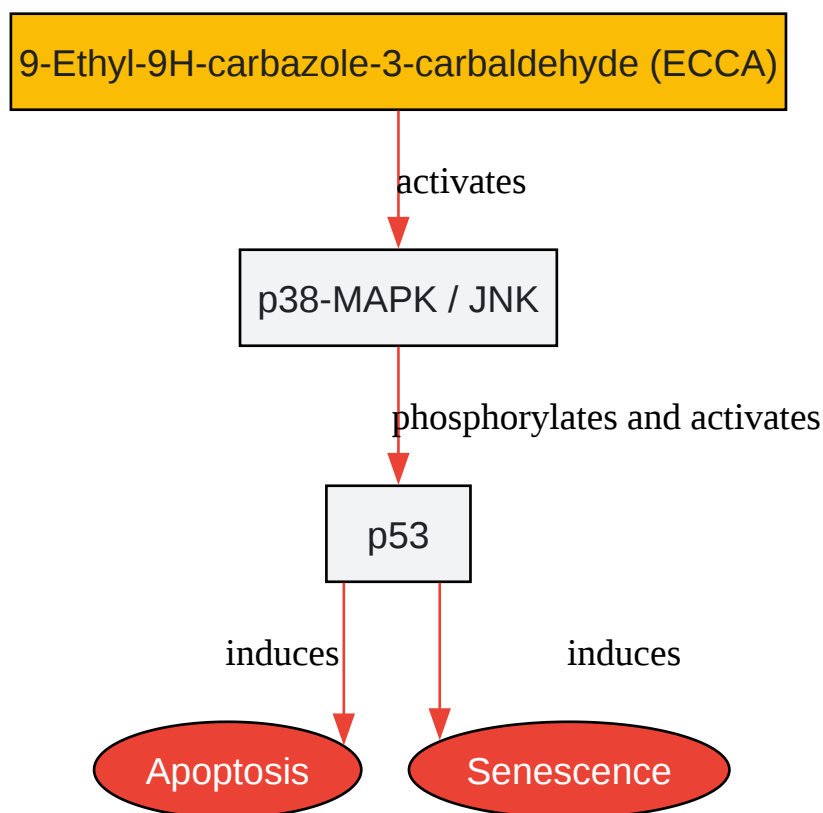 9-Ethyl-9H-carbazole-3-carbaldehyde (ECCA)
activates
p38-MAPK / JNK
phosphorylates and activates
p53
induces
induces
Apoptosis
Senescence